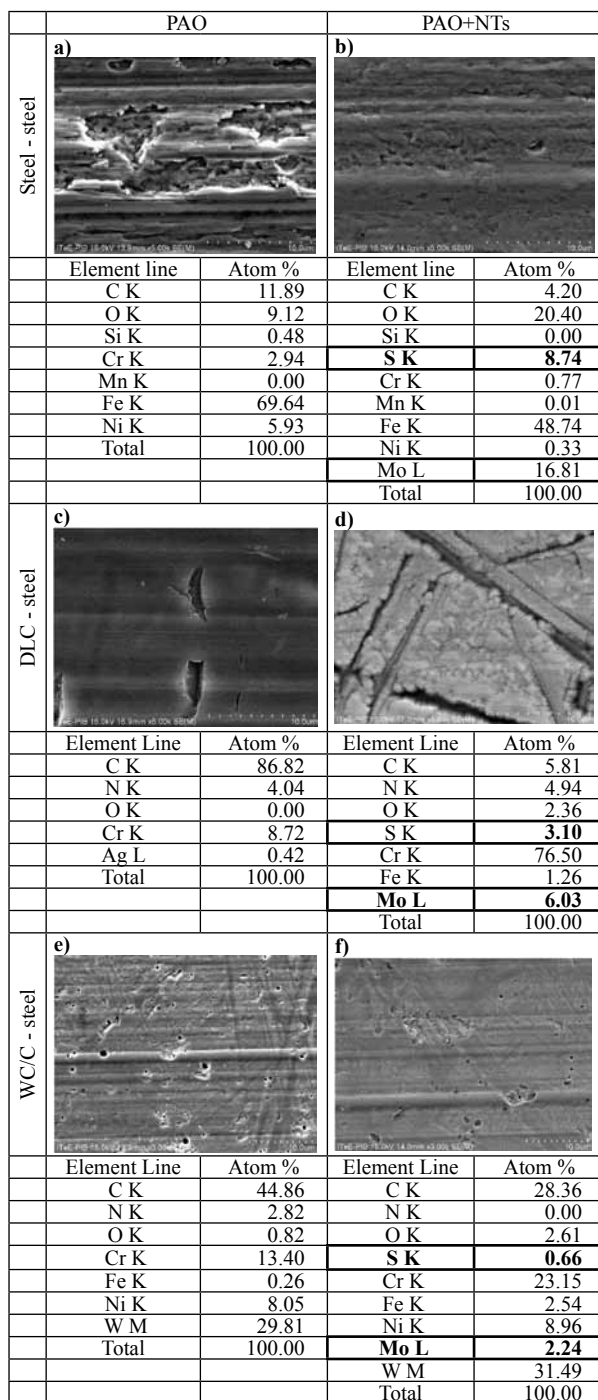 PAO PAO+NTs
Steel - steel
a) b)
Element line Atom % Element line Atom %
C K 11.89 C K 4.20
O K 9.12 O K 20.40
Si K 0.48 Si K 0.00
Cr K 2.94 S K 8.74
Mn K 0.00 Cr K 0.77
Fe K 69.64 Mn K 0.01
Ni K 5.93 Fe K 48.74
Total 100.00 Ni K 0.33
Mo L 16.81
Total 100.00
DLC - steel
c) d)
Element Line Atom % Element Line Atom %
C K 86.82 C K 5.81
N K 4.04 N K 4.94
O K 0.00 O K 2.36
Cr K 8.72 S K 3.10
Ag L 0.42 Cr K 76.50
Total 100.00 Fe K 1.26
Mo L 6.03
Total 100.00
WC/C - steel
e) f)
Element Line Atom % Element Line Atom %
C K 44.86 C K 28.36
N K 2.82 N K 0.00
O K 0.82 O K 2.61
Cr K 13.40 S K 0.66
Fe K 0.26 Cr K 23.15
Ni K 8.05 Fe K 2.54
W M 29.81 Ni K 8.96
Total 100.00 Mo L 2.24
W M 31.49
Total 100.00